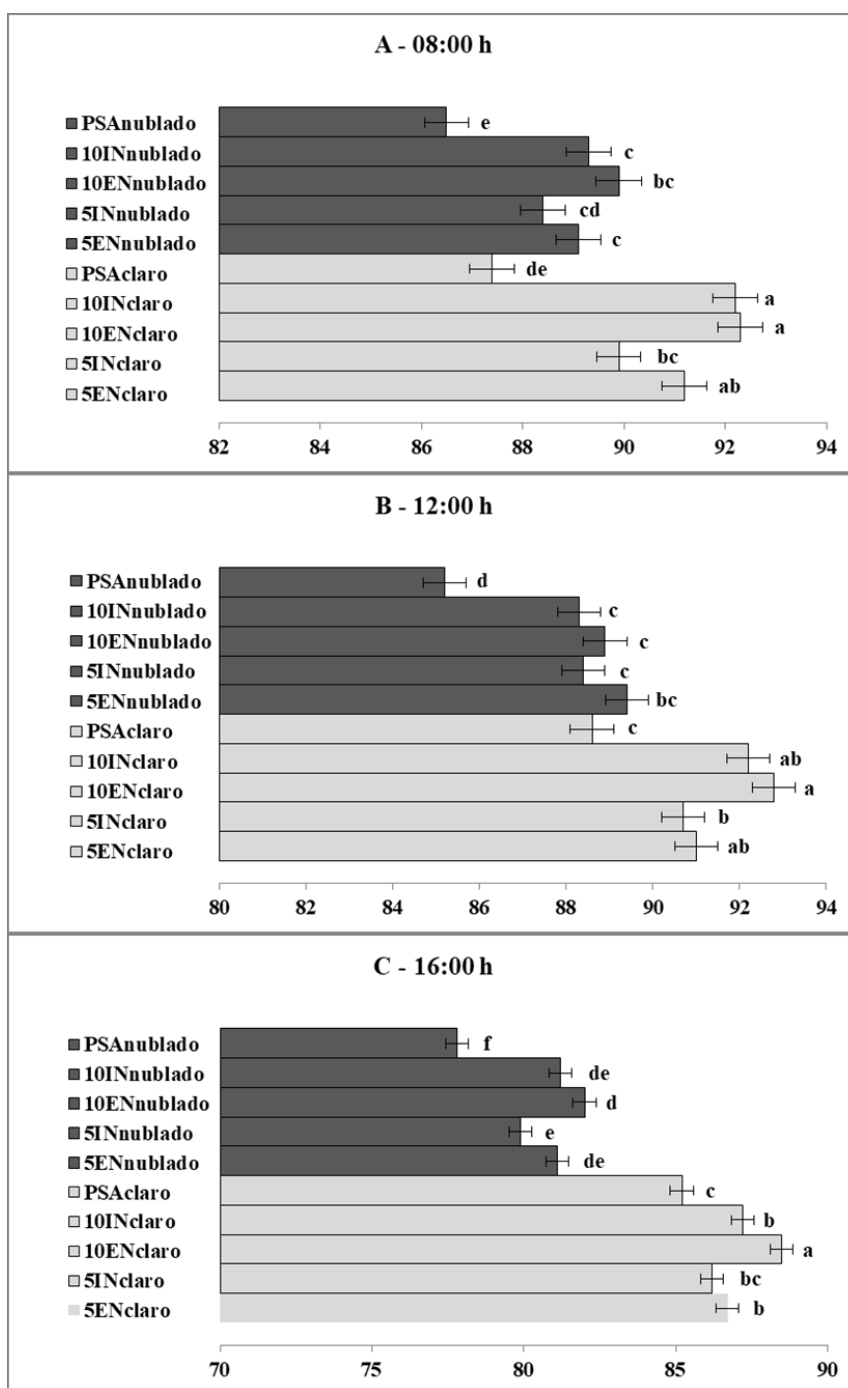 A - 08:00 h
PSAnublado e
10INnublado c
10ENnublado bc
5INnublado cd
5ENnublado c
PSAclaro de
10INclaro a
10ENclaro a
5INclaro bc
5ENclaro ab
82 84 86 88 90 92 94
B - 12:00 h
PSAnublado d
10INnublado c
10ENnublado c
5INnublado c
5ENnublado bc
PSAclaro c
10INclaro ab
10ENclaro a
5INclaro b
5ENclaro ab
80 82 84 86 88 90 92 94
C - 16:00 h
PSAnublado f
10INnublado de
10ENnublado d
5INnublado e
5ENnublado de
PSAclaro c
10INclaro b
10ENclaro a
5INclaro bc
5ENclaro b
70 75 80 85 90